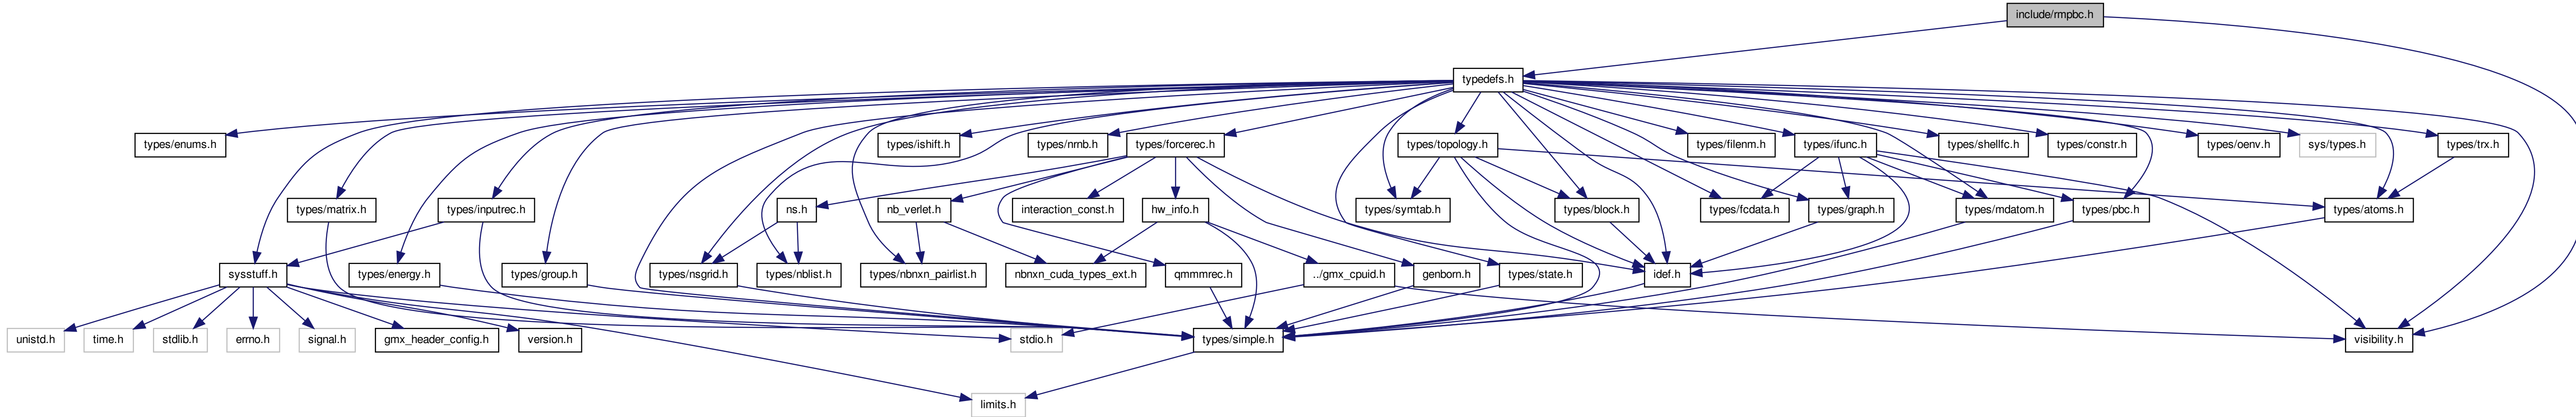 include/rmpbc.h
typedefs.h
types/enums.h
types/ishift.h
types/nrnb.h
types/forcerec.h
types/topology.h
types/filenm.h
types/ifunc.h
types/shellfc.h
types/constr.h
types/oenv.h
sys/types.h
types/trx.h
types/matrix.h
types/inputrec.h
ns.h
nb_verlet.h
interaction_const.h
hw_info.h
types/symtab.h
types/block.h
types/fcdata.h
types/graph.h
types/mdatom.h
types/pbc.h
types/atoms.h
sysstuff.h
types/energy.h
types/group.h
types/nsgrid.h
types/nblist.h
types/nbnxn_pairlist.h
nbnxn_cuda_types_ext.h
qmmmrec.h
../gmx_cpuid.h
genborn.h
types/state.h
idef.h
unistd.h
time.h
stdlib.h
errno.h
signal.h
gmx_header_config.h
version.h
stdio.h
types/simple.h
visibility.h
limits.h